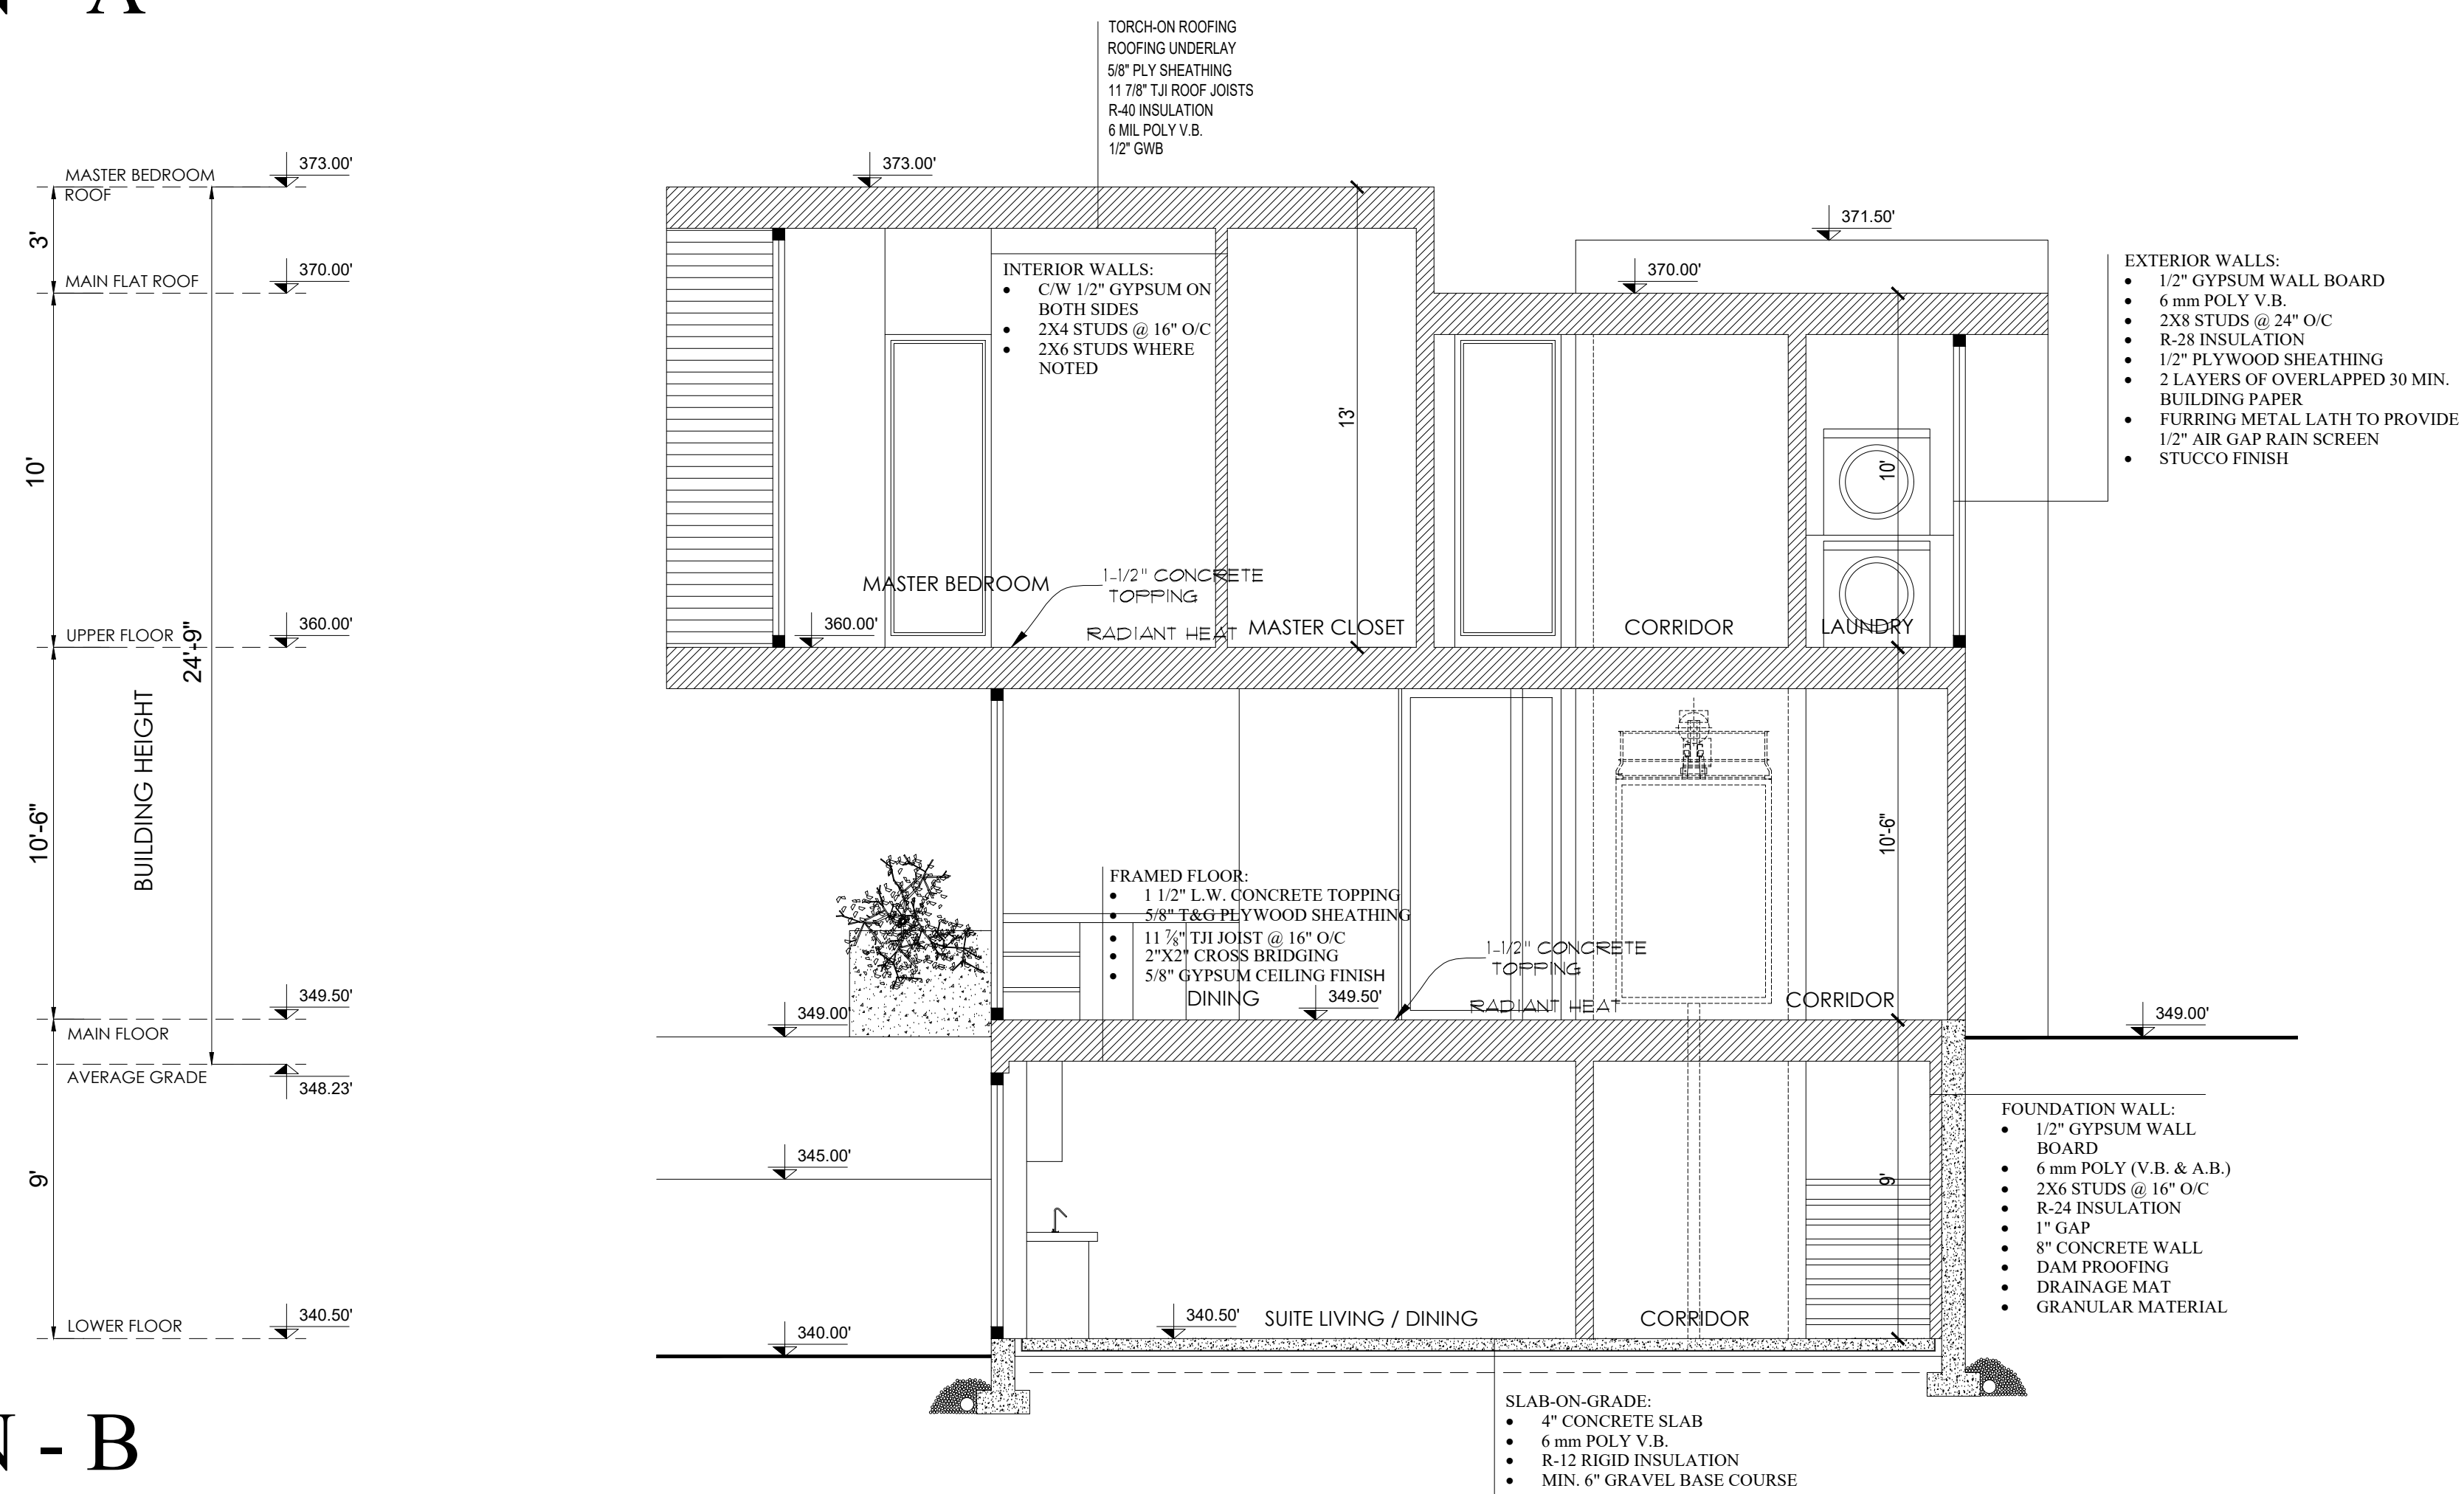 N - A
TORCH-ON ROOFING
ROOFING UNDERLAY
5/8" PLY SHEATHING
11 7/8" TJI ROOF JOISTS
R-40 INSULATION
6 MIL POLY V.B.
1/2" GWB
MASTER BEDROOM
ROOF
373.00'
373.00'
371.50'
3'
MAIN FLAT ROOF
370.00'
370.00'
INTERIOR WALLS:
• C/W 1/2" GYPSUM ON
BOTH SIDES
• 2X4 STUDS @ 16" O/C
• 2X6 STUDS WHERE
NOTED
EXTERIOR WALLS:
• 1/2" GYPSUM WALL BOARD
• 6 mm POLY V.B.
• 2X8 STUDS @ 24" O/C
• R-28 INSULATION
• 1/2" PLYWOOD SHEATHING
• 2 LAYERS OF OVERLAPPED 30 MIN.
BUILDING PAPER
• FURRING METAL LATH TO PROVIDE
1/2" AIR GAP RAIN SCREEN
• STUCCO FINISH
10'
13'
10'
MASTER BEDROOM
1-1/2" CONCRETE
TOPPING
RADIANT HEAT
MASTER CLOSET
CORRIDOR
LAUNDRY
UPPER FLOOR
360.00'
360.00'
24'-9"
BUILDING HEIGHT
10'-6"
10'-6"
FRAMED FLOOR:
• 1 1/2" L.W. CONCRETE TOPPING
• 5/8" T&G PLYWOOD SHEATHING
• 11 ⅞" TJI JOIST @ 16" O/C
• 2"X2" CROSS BRIDGING
• 5/8" GYPSUM CEILING FINISH
1-1/2" CONCRETE
TOPPING
RADIANT HEAT
DINING
349.50'
CORRIDOR
349.50'
349.00'
349.00'
MAIN FLOOR
AVERAGE GRADE
348.23'
FOUNDATION WALL:
• 1/2" GYPSUM WALL
BOARD
• 6 mm POLY (V.B. & A.B.)
• 2X6 STUDS @ 16" O/C
• R-24 INSULATION
• 1" GAP
• 8" CONCRETE WALL
• DAM PROOFING
• DRAINAGE MAT
• GRANULAR MATERIAL
345.00'
9'
9'
LOWER FLOOR
340.50'
340.50'
SUITE LIVING / DINING
CORRIDOR
340.00'
SLAB-ON-GRADE:
• 4" CONCRETE SLAB
• 6 mm POLY V.B.
• R-12 RIGID INSULATION
• MIN. 6" GRAVEL BASE COURSE
N - B